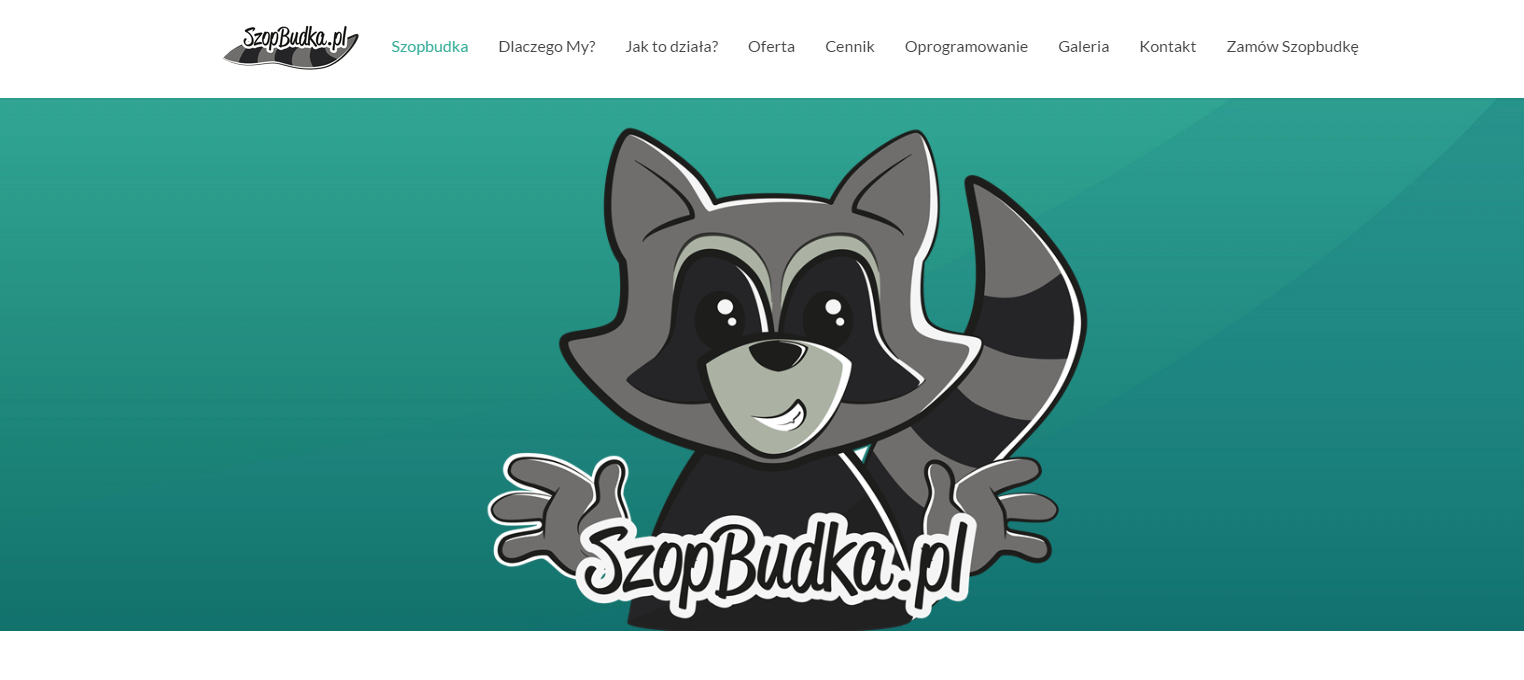 SzopBudka.pl
Szopbudka Dlaczego My? Jak to działa? Oferta Cennik Oprogramowanie Galeria Kontakt Zamów Szopbudkę
SzopBudka.pl